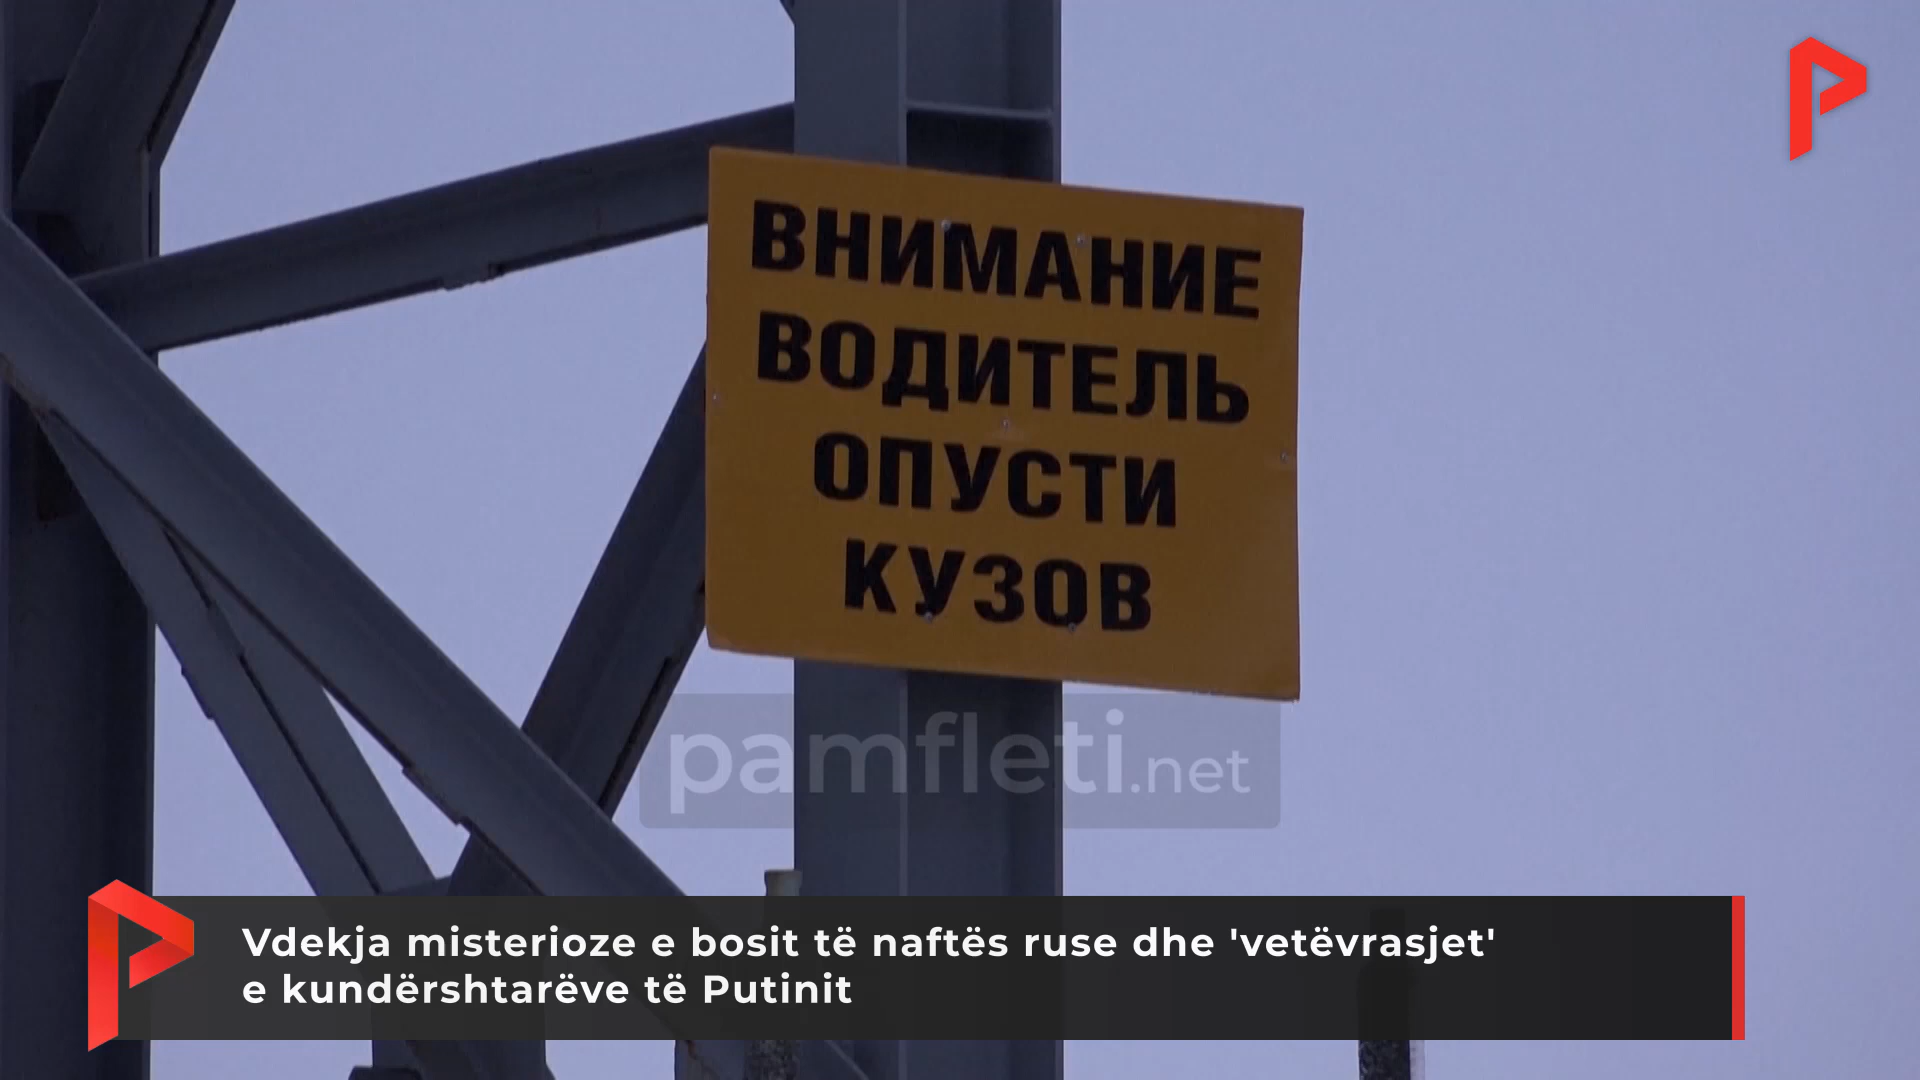 ВНИМАНИЕ
ВОДИТЕЛЬ
ОПУСТИ
КУЗОВ
pamfleti.net
Vdekja misterioze e bosit të naftës ruse dhe 'vetëvrasjet'
e kundërshtarëve të Putinit